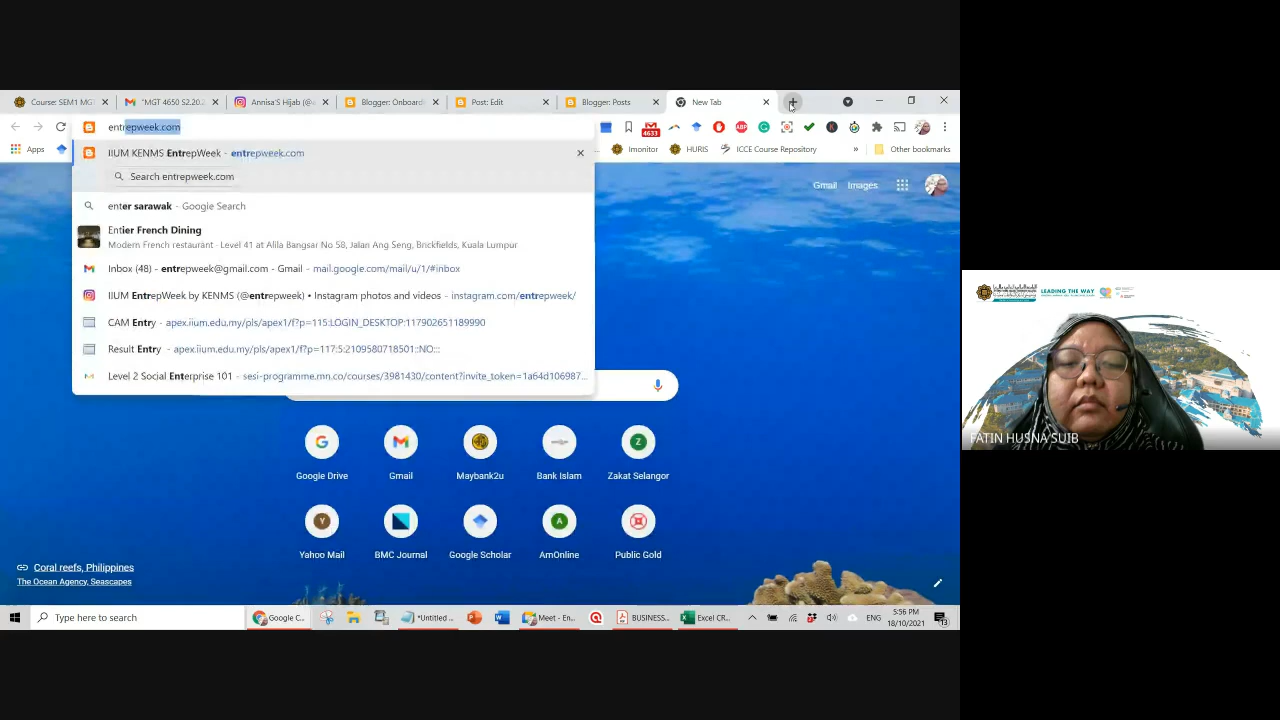 Course: SEM1 MG
"MGT 4650 S2.20.2
Annisa'S Hijab (@a
Blogger: Onboard
Post: Edit
Blogger: Posts
New Tab
entrepweek.com
4633
ABP
Apps
Imonitor
HURIS
ICCE Course Repository
»
Other bookmarks
IIUM KENMS EntrepWeek - entrepweek.com
Search entrepweek.com
enter sarawak - Google Search
Entier French Dining
Modern French restaurant · Level 41 at Alila Bangsar No 58, Jalan Ang Seng, Brickfields, Kuala Lumpur
Inbox (48) - entrepweek@gmail.com - Gmail - mail.google.com/mail/u/1/#inbox
IIUM EntrepWeek by KENMS (@entrepweek) • Instagram photos and videos - instagram.com/entrepweek/
CAM Entry - apex.iium.edu.my/pls/apex1/f?p=115:LOGIN_DESKTOP:117902651189990
Result Entry - apex.iium.edu.my/pls/apex1/f?p=117:5:2109580718501::NO:::
Level 2 Social Enterprise 101 - sesi-programme.mn.co/courses/3981430/content?invite_token=1a64d106987...
Gmail Images
Google Drive
Gmail
Maybank2u
Bank Islam
Zakat Selangor
Yahoo Mail
BMC Journal
Google Scholar
AmOnline
Public Gold
Coral reefs, Philippines
The Ocean Agency, Seascapes
Type here to search
Google C...
*Untitled ...
Meet - En...
BUSINESS...
Excel CR...
ENG
5:56 PM
18/10/2021
13
LEADING THE WAY
FATIN HUSNA SUIB